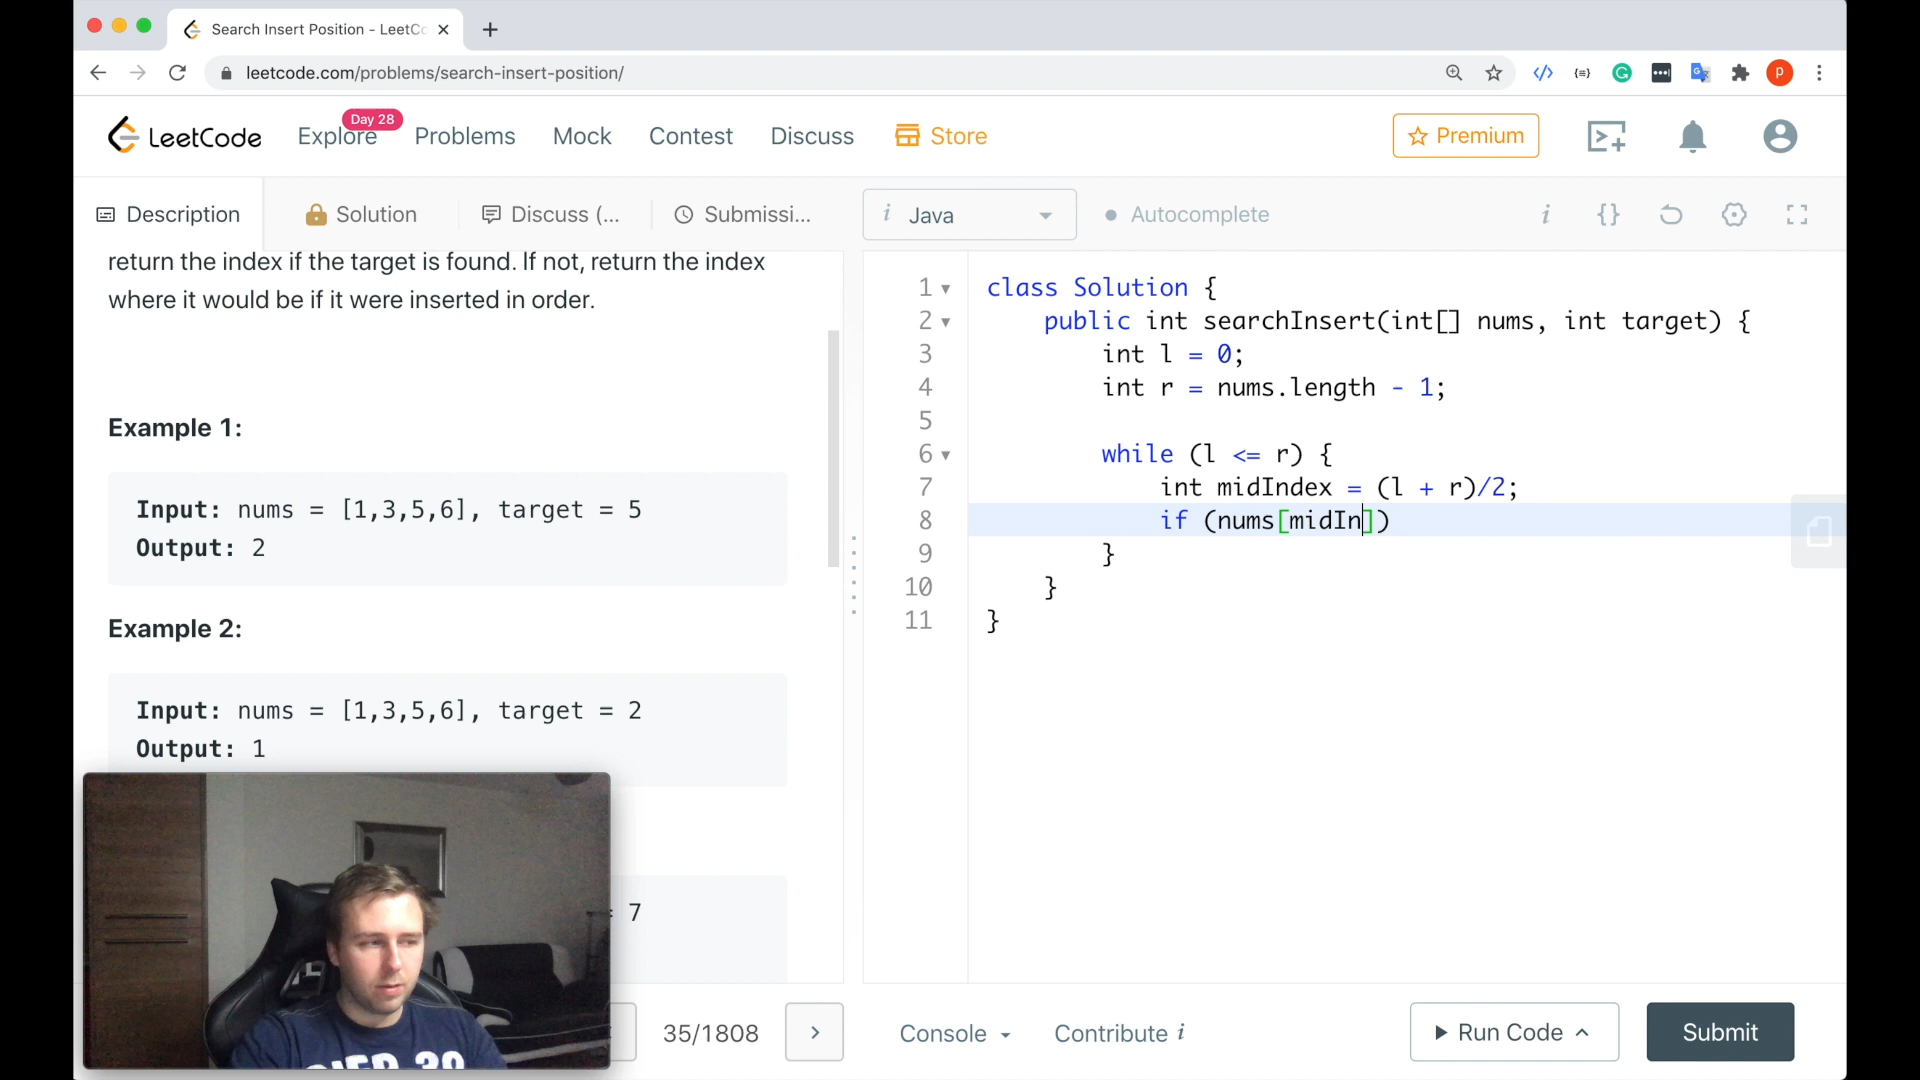 Search Insert Position - LeetCo
leetcode.com/problems/search-insert-position/
P
LeetCode
Explore
Day 28
Problems
Mock
Contest
Discuss
Store
Premium
Description
Solution
Discuss (...
Submissi...
i Java
Autocomplete
i
{}
return the index if the target is found. If not, return the index
where it would be if it were inserted in order.
Example 1:
Input: nums = [1,3,5,6], target = 5
Output: 2
Example 2:
Input: nums = [1,3,5,6], target = 2
Output: 1
= 7
1 class Solution {
2 public int searchInsert(int[] nums, int target) {
3 int l = 0;
4 int r = nums.length - 1;
5
6 while (l <= r) {
7 int midIndex = (l + r)/2;
8 if (nums[midIn])
9 }
10 }
11 }
35/1808
>
Console
Contribute i
Run Code
Submit